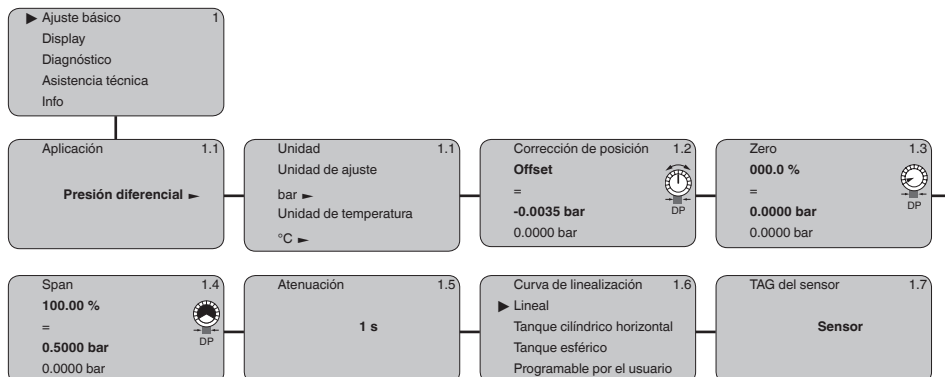 Ajuste básico 1
Display
Diagnóstico
Asistencia técnica
Info
Aplicación 1.1
Presión diferencial
Unidad 1.1
Unidad de ajuste
bar
Unidad de temperatura
°C
Corrección de posición 1.2
Offset
=
-0.0035 bar
0.0000 bar
DP
Zero 1.3
000.0 %
=
0.0000 bar
0.0000 bar
DP
Span 1.4
100.00 %
=
0.5000 bar
0.0000 bar
DP
Atenuación 1.5
1 s
Curva de linealización 1.6
Lineal
Tanque cilíndrico horizontal
Tanque esférico
Programable por el usuario
TAG del sensor 1.7
Sensor